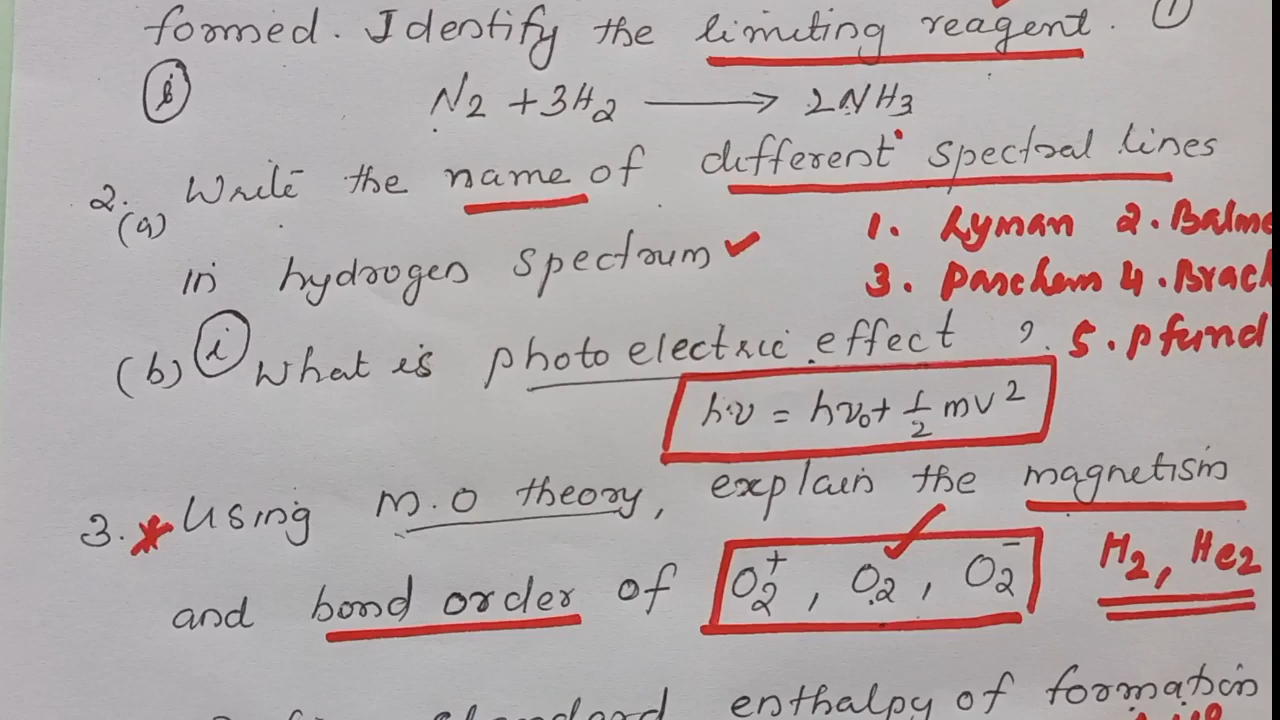 formed. Identify the limiting reagent. ①
N2 + 3H2 ⟶ 2NH3
2. (a) Write the name of different spectral lines
in hydrogen spectrum ✓
1. Lyman 2. Balme
3. Paschem 4. Brack
5. Pfund
(b) (i) What is photo electric effect ?
hν = hν₀ + ½ mv²
3. * Using M.O theory, explain the magnetism
and bond order of O₂⁺, O₂, O₂⁻ H2, He2
enthalpy of formation